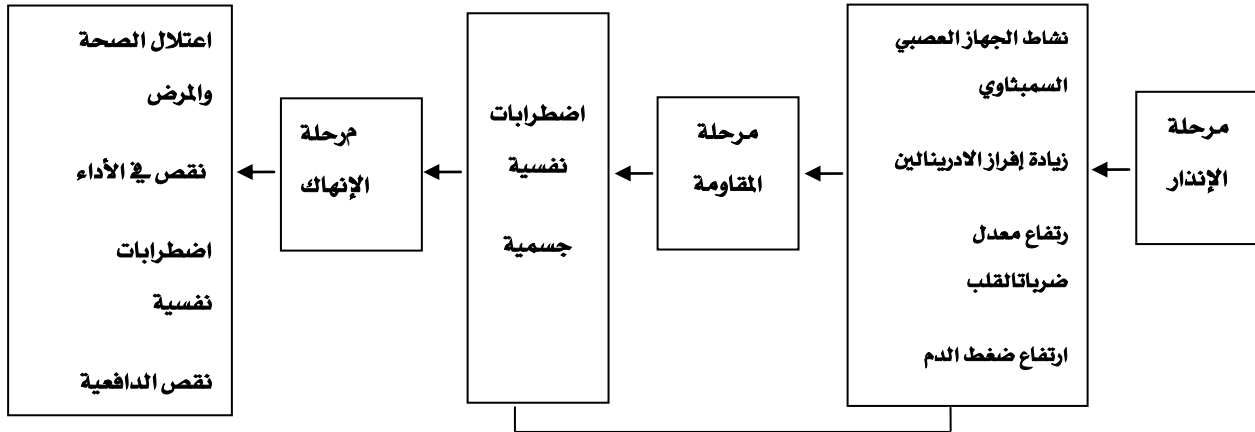 مرحلة
الإنذار
نشاط الجهاز العصبي
السمبثاوي
زيادة إفراز الادرينالين
رتفاع معدل
ضرباتالقلب
ارتفاع ضغط الدم
مرحلة
المقاومة
اضطرابات
نفسية
جسمية
مرحلة
الإنهاك
اعتلال الصحة
والمرض
نقص في الأداء
اضطرابات
نفسية
نقص الدافعية